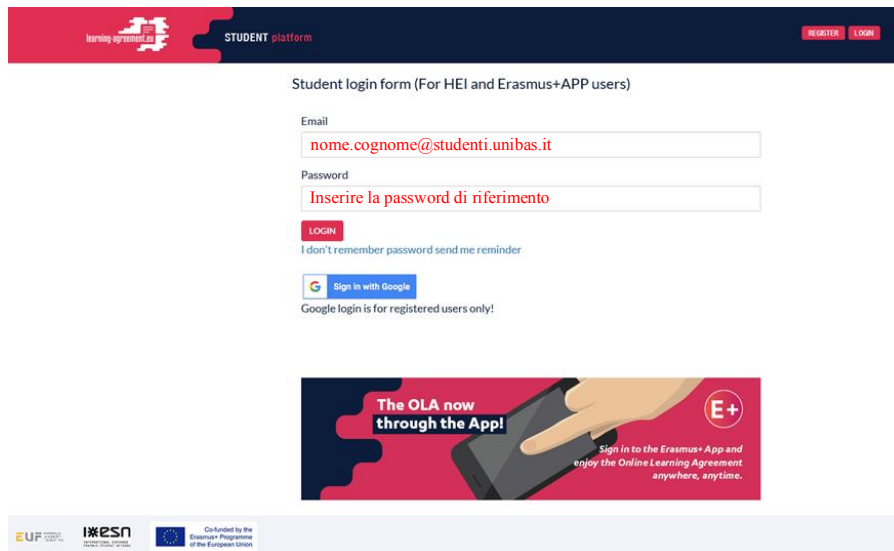 learning-agreement.eu
STUDENT platform
REGISTER LOGIN
Student login form (For HEI and Erasmus+APP users)
Email
nome.cognome@studenti.unibas.it
Password
Inserire la password di riferimento
LOGIN
I don't remember password send me reminder
G Sign in with Google
Google login is for registered users only!
The OLA now
through the App!
E+
Sign in to the Erasmus+ App and
enjoy the Online Learning Agreement
anywhere, anytime.
EUF
esn
Co-funded by the
Erasmus+ Programme
of the European Union